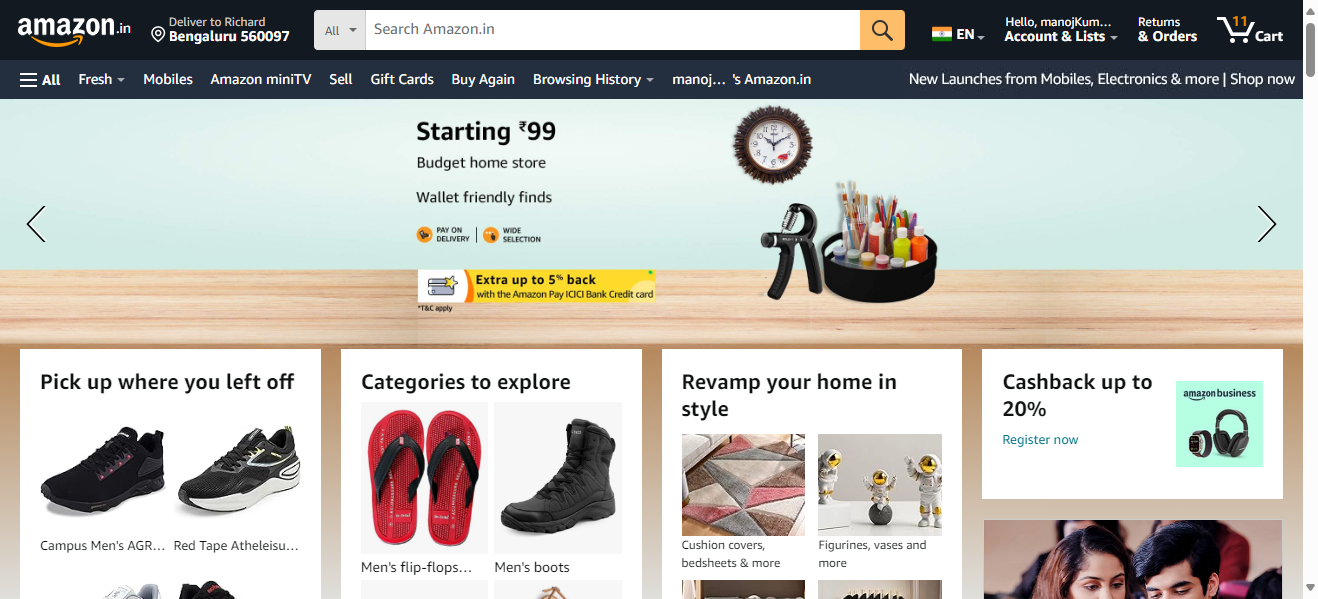 amazon.in
Deliver to Richard
Bengaluru 560097
All
Search Amazon.in
EN
Hello, manojKum...
Account & Lists
Returns
& Orders
11
Cart
All
Fresh
Mobiles
Amazon miniTV
Sell
Gift Cards
Buy Again
Browsing History
manoj... 's Amazon.in
New Launches from Mobiles, Electronics & more | Shop now
Starting ₹99
Budget home store
Wallet friendly finds
PAY ON
DELIVERY
WIDE
SELECTION
Extra up to 5% back
with the Amazon Pay ICICI Bank Credit card
*T&C apply
Pick up where you left off
Campus Men's AGR...
Red Tape Atheleisu...
Categories to explore
Men's flip-flops...
Men's boots
Revamp your home in
style
Cushion covers,
bedsheets & more
Figurines, vases and
more
Cashback up to
20%
Register now
amazon business